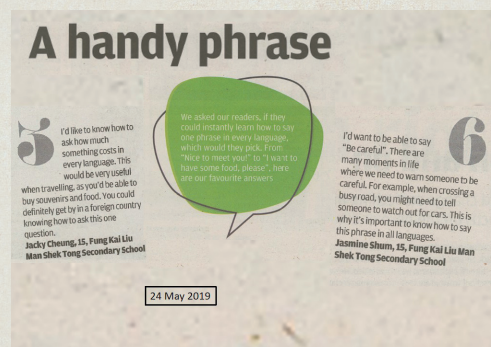 A handy phrase
We asked our readers, if they
could instantly learn how to say
one phrase in every language,
which would they pick. From
"Nice to meet you!" to "I want to
have some food, please", here
are our favourite answers
5
I'd like to know how to
ask how much
something costs in
every language. This
would be very useful
when travelling, as you'd be able to
buy souvenirs and food. You could
definitely get by in a foreign country
knowing how to ask this one
question.
Jacky Cheung, 15, Fung Kai Liu
Man Shek Tong Secondary School
6
I'd want to be able to say
"Be careful". There are
many moments in life
where we need to warn someone to be
careful. For example, when crossing a
busy road, you might need to tell
someone to watch out for cars. This is
why it's important to know how to say
this phrase in all languages.
Jasmine Shum, 15, Fung Kai Liu Man
Shek Tong Secondary School
24 May 2019